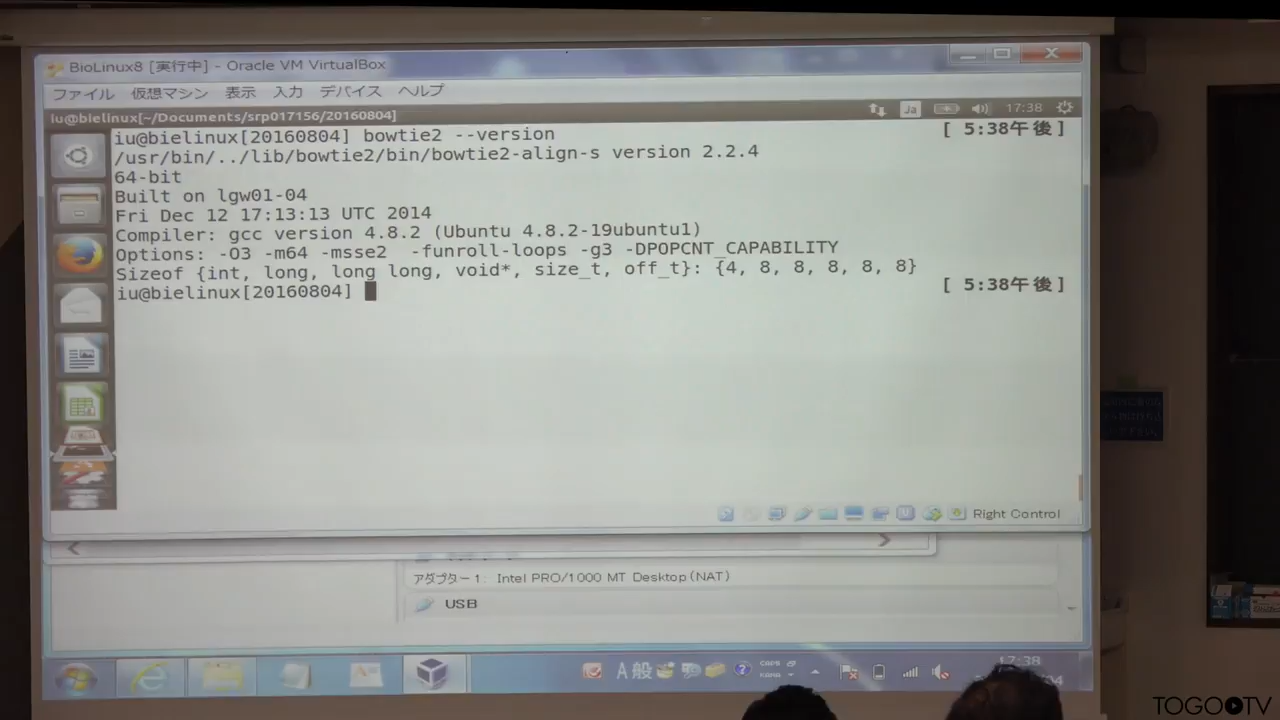 BioLinux8 [実行中] - Oracle VM VirtualBox
ファイル 仮想マシン 表示 入力 デバイス ヘルプ
iu@bielinux[~/Documents/srp017156/20160804]
Ja
17:38
iu@bielinux[20160804] bowtie2 --version [ 5:38午後]
/usr/bin/../lib/bowtie2/bin/bowtie2-align-s version 2.2.4
64-bit
Built on lgw01-04
Fri Dec 12 17:13:13 UTC 2014
Compiler: gcc version 4.8.2 (Ubuntu 4.8.2-19ubuntu1)
Options: -O3 -m64 -msse2  -funroll-loops -g3 -DPOPCNT_CAPABILITY
Sizeof {int, long, long long, void*, size_t, off_t}: {4, 8, 8, 8, 8, 8}
iu@bielinux[20160804] [ 5:38午後]
Right Control
アダプター 1: Intel PRO/1000 MT Desktop (NAT)
USB
A 般
CAPS
KANA
17:38
TOGOTV